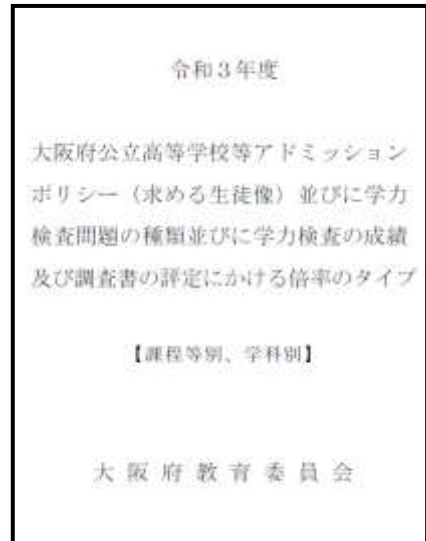 令和３年度
大阪府公立高等学校等アドミッション
ポリシー（求める生徒像）並びに学力
検査問題の種類並びに学力検査の成績
及び調査書の評定にかける倍率のタイプ
【課程等別、学科別】
大阪府教育委員会